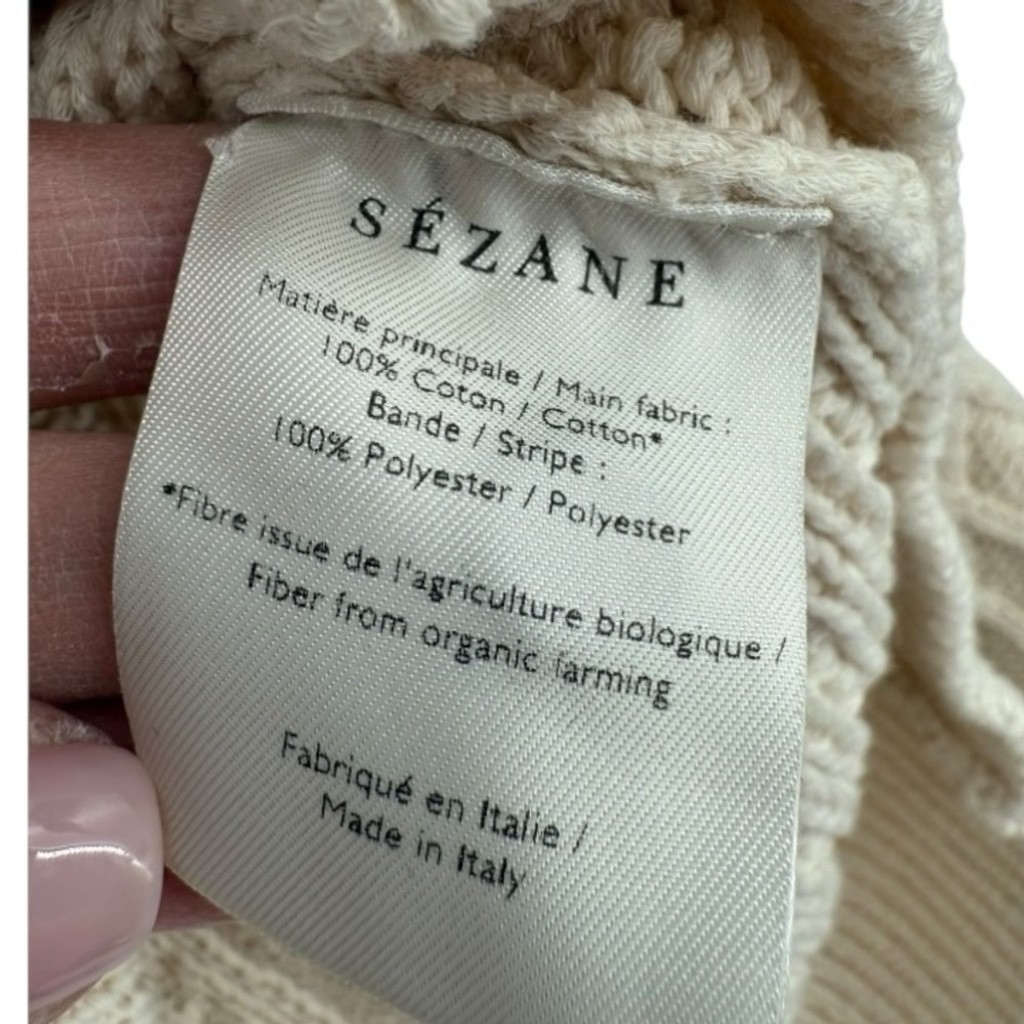 SÉZANE
Matière principale / Main fabric :
100% Coton / Cotton*
Bande / Stripe :
100% Polyester / Polyester
*Fibre issue de l'agriculture biologique /
Fiber from organic farming
Fabriqué en Italie /
Made in Italy